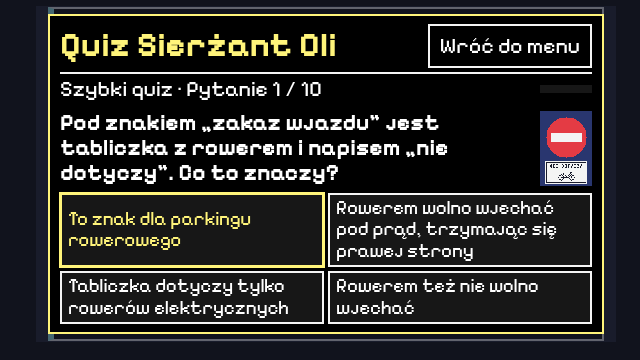 Quiz Sierżant Oli
Wróć do menu
Szybki quiz · Pytanie 1 / 10
Pod znakiem „zakaz wjazdu” jest
tabliczka z rowerem i napisem „nie
dotyczy”. Co to znaczy?
NIE DOTYCZY
To znak dla parkingu
rowerowego
Rowerem wolno wjechać
pod prąd, trzymając się
prawej strony
Tabliczka dotyczy tylko
rowerów elektrycznych
Rowerem też nie wolno
wjechać